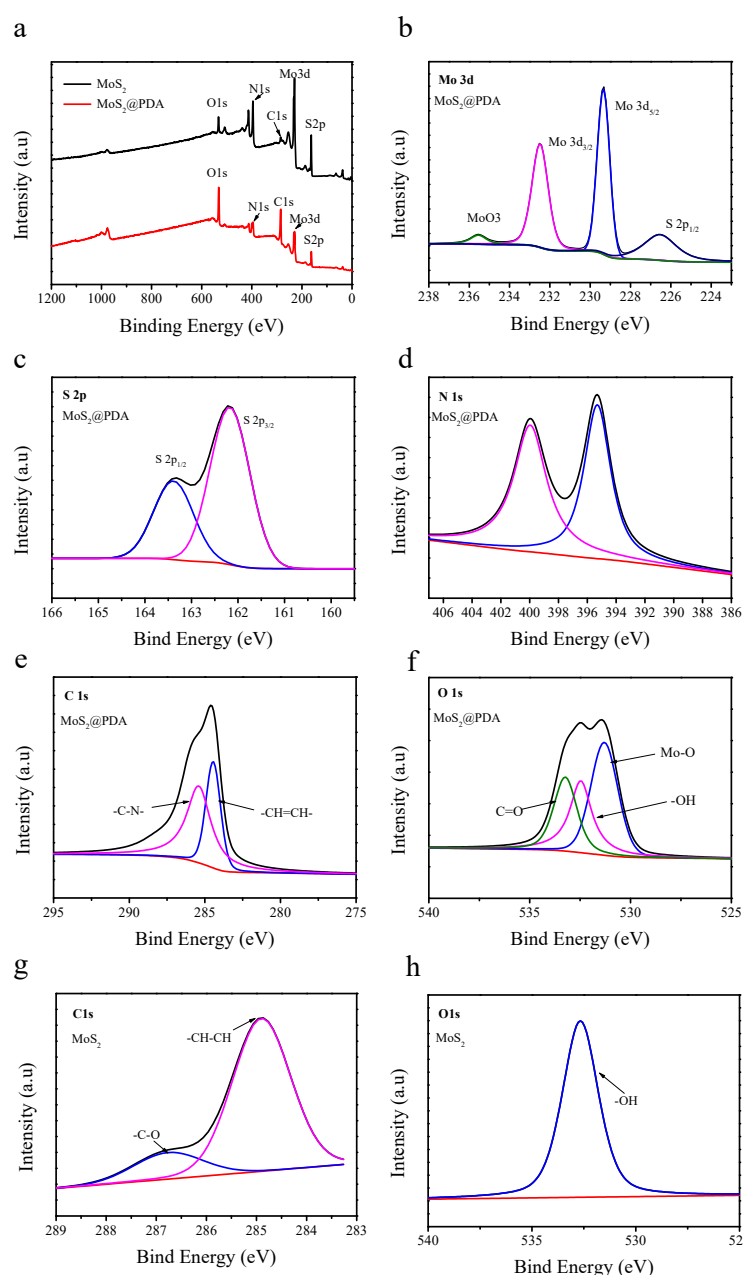 a
MoS2
MoS2@PDA
O1s
N1s
C1s
Mo3d
S2p
O1s
N1s
C1s
Mo3d
S2p
Intensity (a.u)
1200 1000 800 600 400 200 0
Binding Energy (eV)
b
Mo 3d
MoS2@PDA
MoO3
Mo 3d3/2
Mo 3d5/2
S 2p1/2
Intensity (a.u)
238 236 234 232 230 228 226 224
Bind Energy (eV)
c
S 2p
MoS2@PDA
S 2p1/2
S 2p3/2
Intensity (a.u)
166 165 164 163 162 161 160
Bind Energy (eV)
d
N 1s
MoS2@PDA
Intensity (a.u)
406 404 402 400 398 396 394 392 390 388 386
Bind Energy (eV)
e
C 1s
MoS2@PDA
-C-N-
-CH=CH-
Intensity (a.u)
295 290 285 280 275
Bind Energy (eV)
f
O 1s
MoS2@PDA
Mo-O
C=O
-OH
Intensity (a.u)
540 535 530 525
Bind Energy (eV)
g
C1s
MoS2
-CH-CH
-C-O
Intensity (a.u)
289 288 287 286 285 284 283
Bind Energy (eV)
h
O1s
MoS2
-OH
Intensity (a.u)
540 535 530 52
Bind Energy (eV)